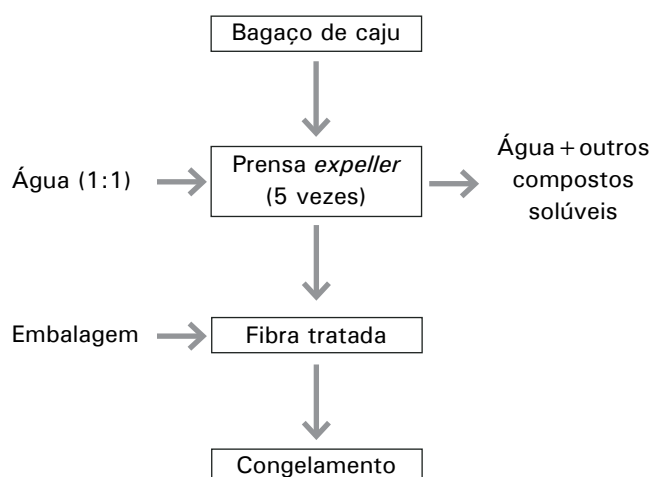 Bagaço de caju
Água (1:1)
Prensa expeller
(5 vezes)
Água + outros
compostos
solúveis
Embalagem
Fibra tratada
Congelamento